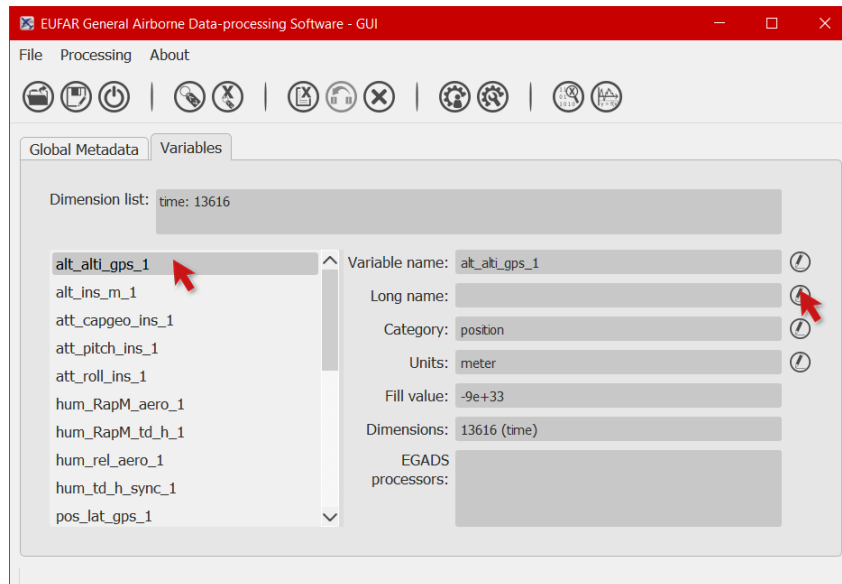 EUFAR General Airborne Data-processing Software - GUI
File Processing About
Global Metadata Variables
Dimension list: time: 13616
alt_alti_gps_1
alt_ins_m_1
att_capgeo_ins_1
att_pitch_ins_1
att_roll_ins_1
hum_RapM_aero_1
hum_RapM_td_h_1
hum_rel_aero_1
hum_td_h_sync_1
pos_lat_gps_1
Variable name: alt_alti_gps_1
Long name:
Category: position
Units: meter
Fill value: -9e+33
Dimensions: 13616 (time)
EGADS
processors: